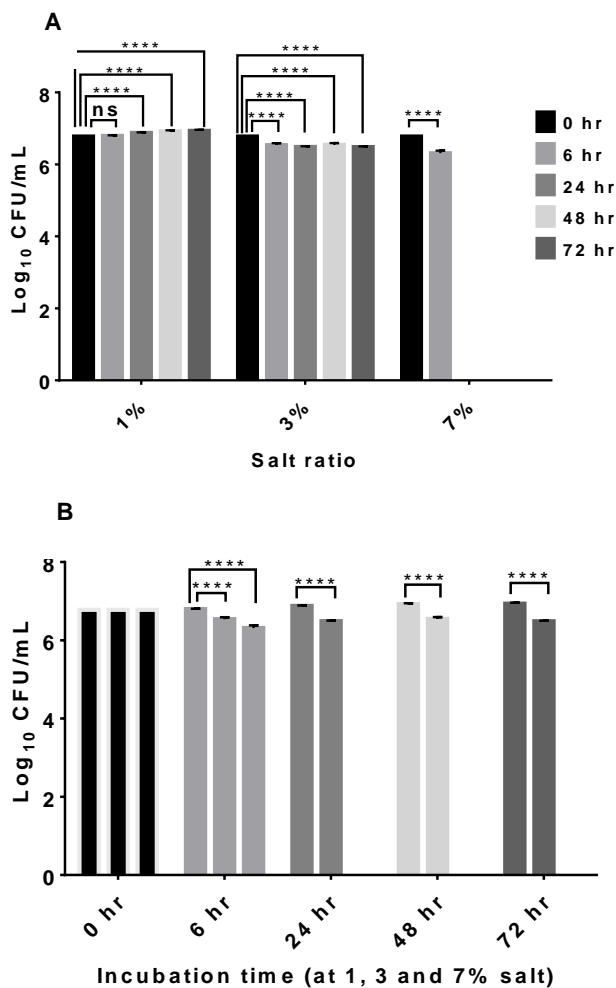 A
****
****
****
****
****
****
ns
****
****
****
8
6
4
2
0
Log10 CFU/mL
1%
3%
7%
Salt ratio
0 hr
6 hr
24 hr
48 hr
72 hr
B
****
****
****
****
****
8
6
4
2
0
Log10 CFU/mL
0 hr
6 hr
24 hr
48 hr
72 hr
Incubation time (at 1, 3 and 7% salt)